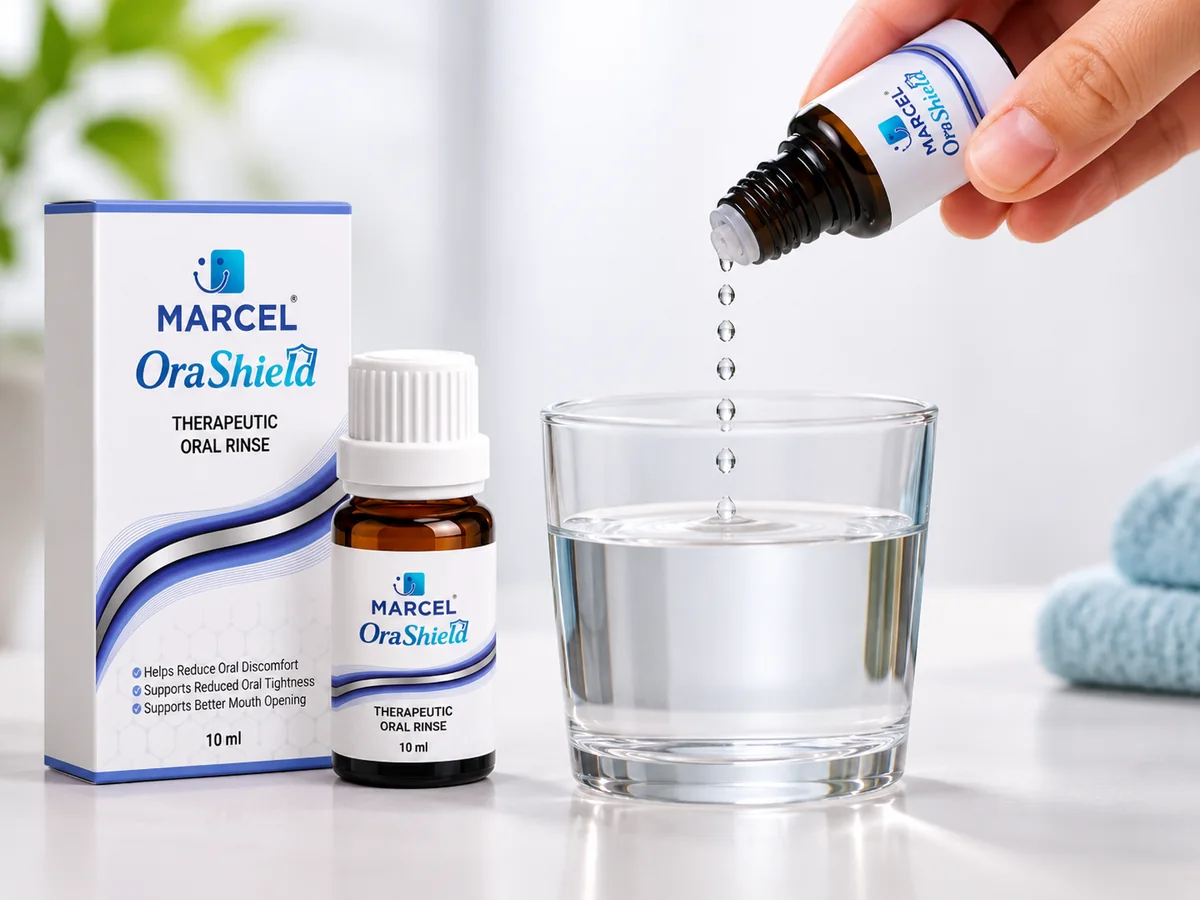 MARCEL®
OraShield
THERAPEUTIC
ORAL RINSE
Helps Reduce Oral Discomfort
Supports Reduced Oral Tightness
Supports Better Mouth Opening
10 ml
MARCEL®
OraShield
THERAPEUTIC
ORAL RINSE
10 ml
MARCEL®
OraShield